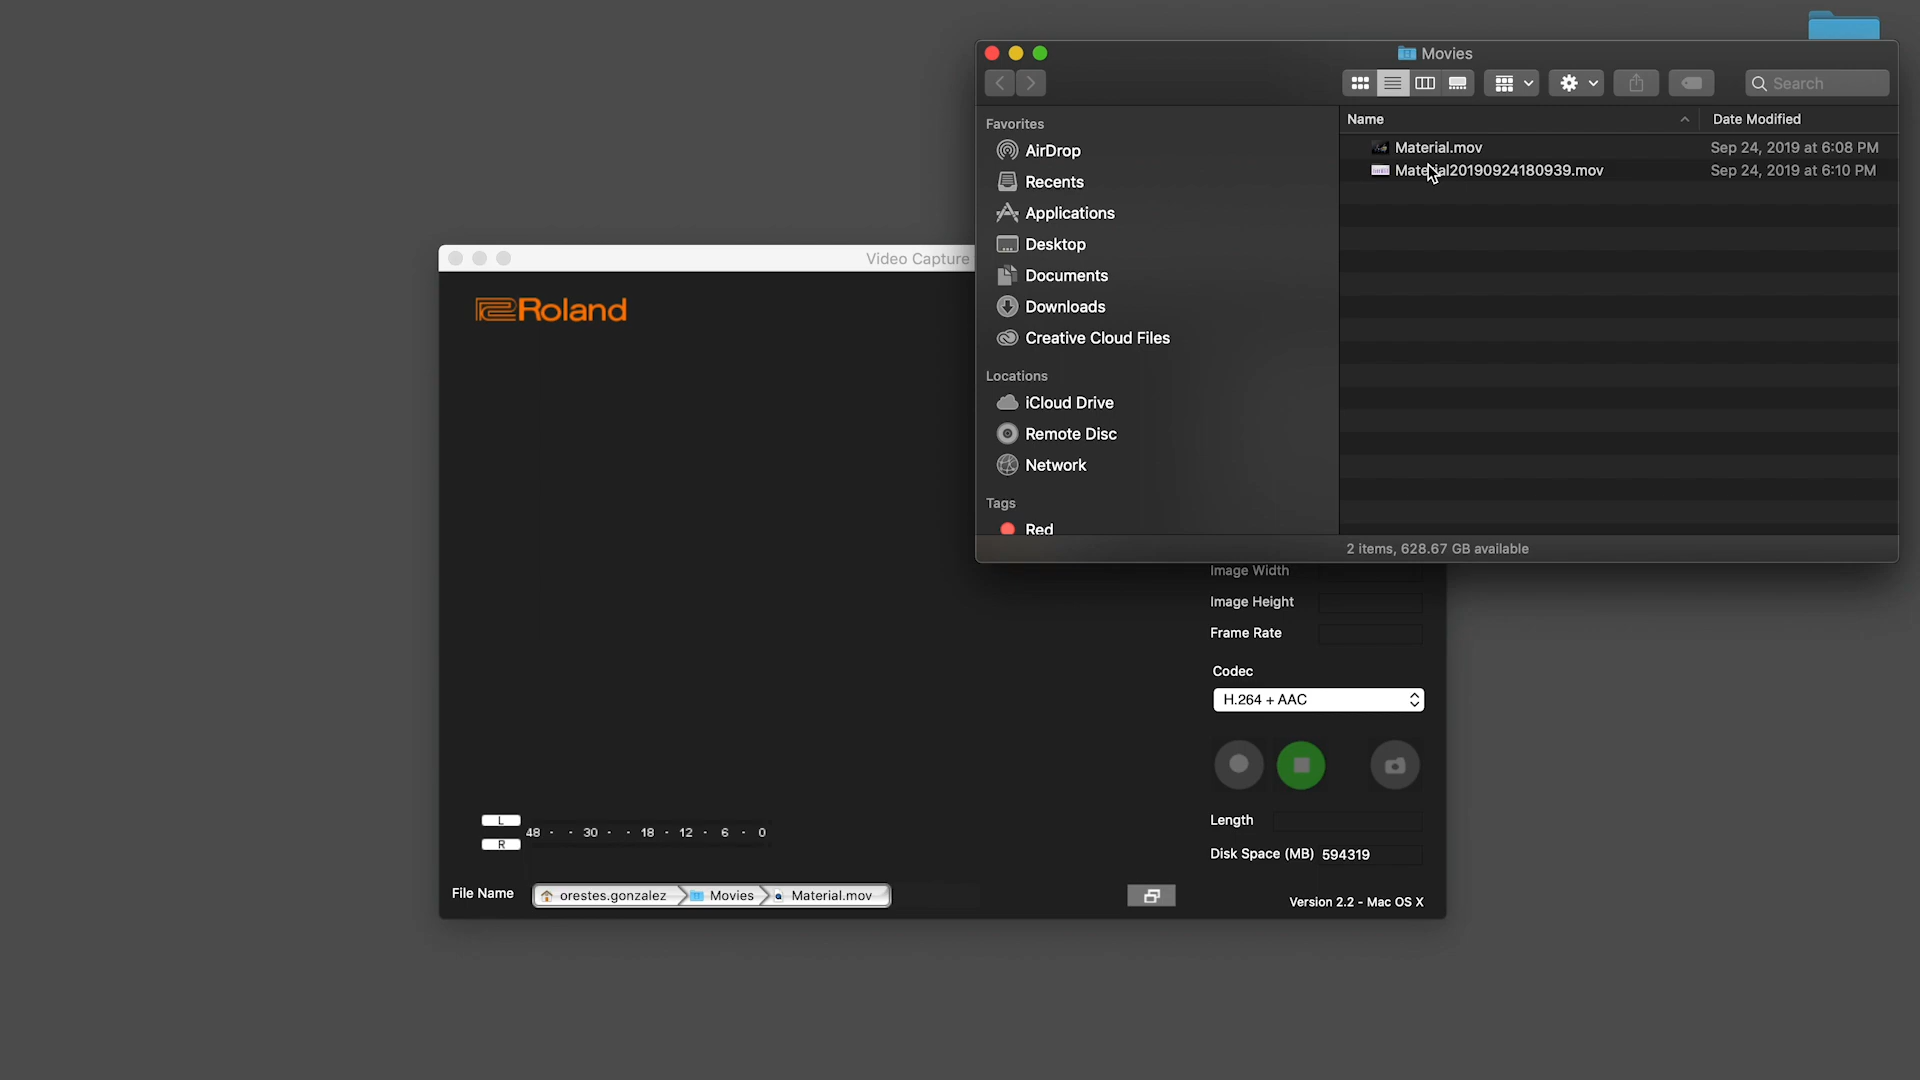 Movies
Search
Favorites
AirDrop
Recents
Applications
Desktop
Documents
Downloads
Creative Cloud Files
Locations
iCloud Drive
Remote Disc
Network
Tags
Red
Name
Date Modified
Material.mov
Sep 24, 2019 at 6:08 PM
Material20190924180939.mov
Sep 24, 2019 at 6:10 PM
2 items, 628.67 GB available
Video Capture
Roland
Image Width
Image Height
Frame Rate
Codec
H.264 + AAC
L
48 - - 30 - - 18 - 12 - 6 - 0
R
Length
Disk Space (MB) 594319
File Name
orestes.gonzalez
Movies
Material.mov
Version 2.2 - Mac OS X